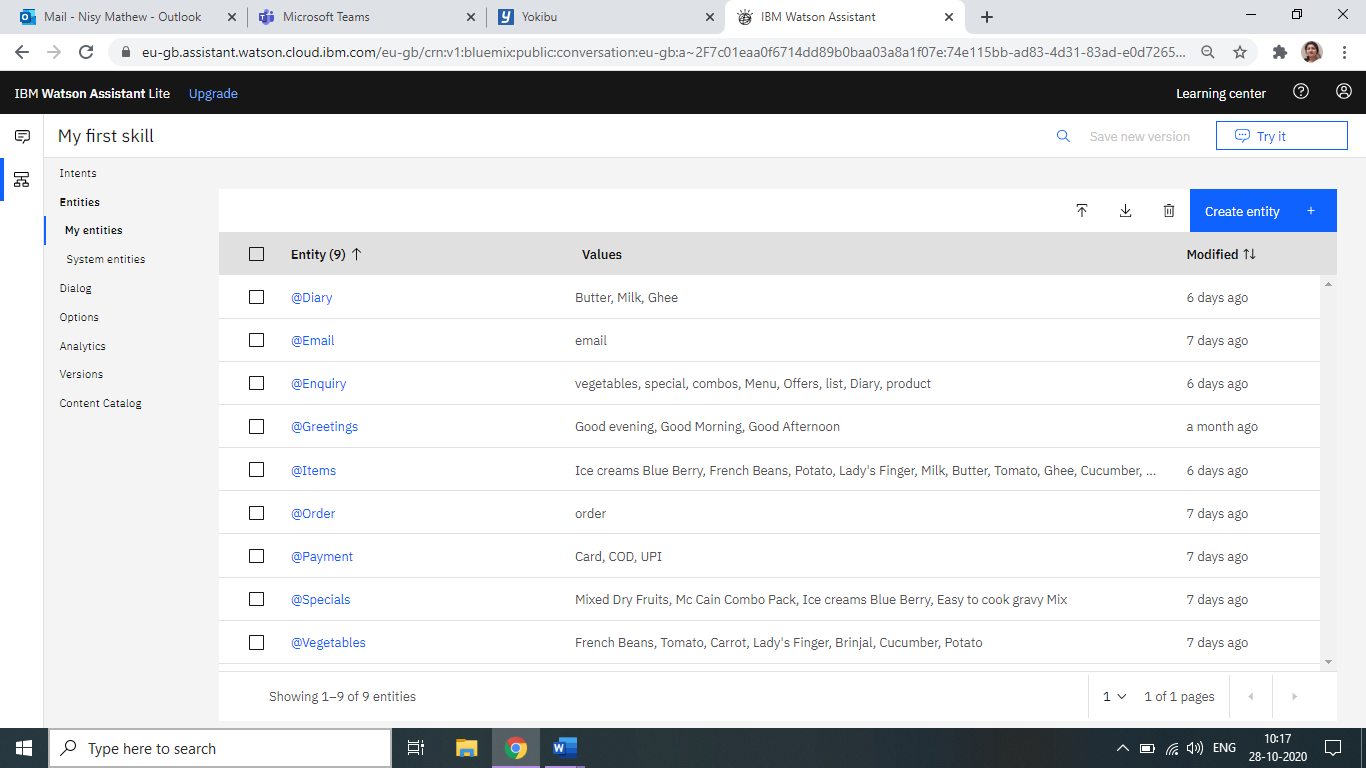 Mail - Nisy Mathew - Outlook
Microsoft Teams
Yokibu
IBM Watson Assistant
eu-gb.assistant.watson.cloud.ibm.com/eu-gb/crn:v1:bluemix:public:conversation:eu-gb:a~2F7c01eaa0f6714dd89b0baa03a8a1f07e:74e115bb-ad83-4d31-83ad-e0d7265...
IBM Watson Assistant Lite Upgrade
Learning center
My first skill
Save new version
Try it
Intents
Entities
My entities
System entities
Dialog
Options
Analytics
Versions
Content Catalog
Create entity +
Entity (9) Values Modified
@Diary Butter, Milk, Ghee 6 days ago
@Email email 7 days ago
@Enquiry vegetables, special, combos, Menu, Offers, list, Diary, product 6 days ago
@Greetings Good evening, Good Morning, Good Afternoon a month ago
@Items Ice creams Blue Berry, French Beans, Potato, Lady's Finger, Milk, Butter, Tomato, Ghee, Cucumber, ... 6 days ago
@Order order 7 days ago
@Payment Card, COD, UPI 7 days ago
@Specials Mixed Dry Fruits, Mc Cain Combo Pack, Ice creams Blue Berry, Easy to cook gravy Mix 7 days ago
@Vegetables French Beans, Tomato, Carrot, Lady's Finger, Brinjal, Cucumber, Potato 7 days ago
Showing 1–9 of 9 entities
1 1 of 1 pages
Type here to search
ENG
10:17
28-10-2020